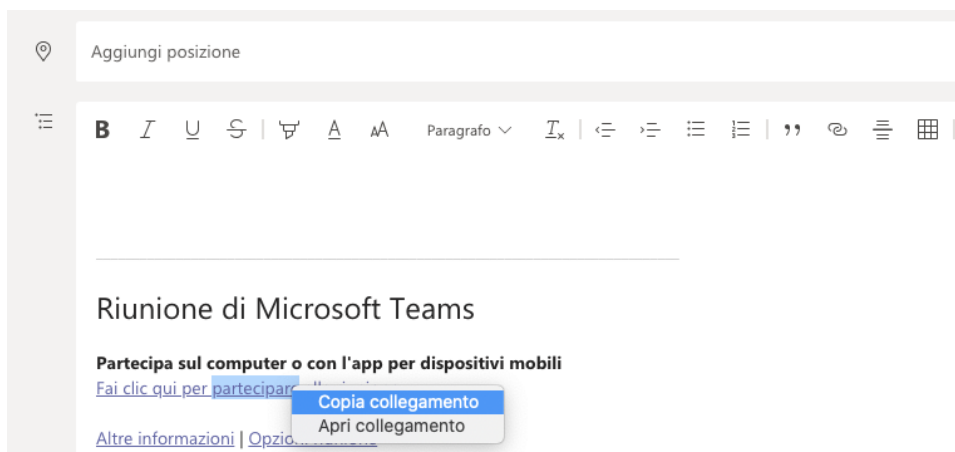 Aggiungi posizione
B I U S A AA Paragrafo Ix
Riunione di Microsoft Teams
Partecipa sul computer o con l'app per dispositivi mobili
Fai clic qui per partecipare
Copia collegamento
Apri collegamento
Altre informazioni | Opzioni